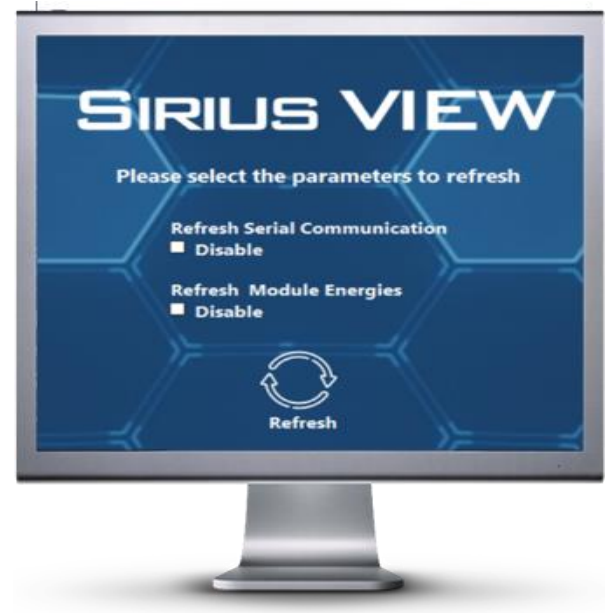 SIRIUS VIEW
Please select the parameters to refresh
Refresh Serial Communication
Disable
Refresh Module Energies
Disable
Refresh